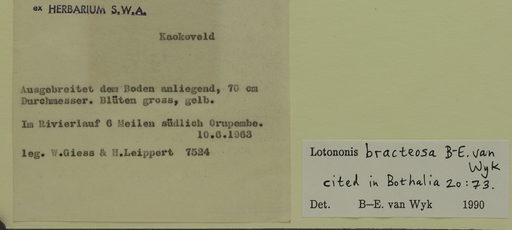 ex HERBARIUM S.W.A.
Kaokoveld
Ausgebreitet dem Boden anliegend, 70 cm
Durchmesser. Blüten gross, gelb.
Im Rivierlauf 6 Meilen südlich Orupembe.
10.6.1963
leg. W.Giess & H.Leippert 7524
Lotononis bracteosa B-E. van
Wyk
cited in Bothalia 20:73.
Det. B–E. van Wyk 1990